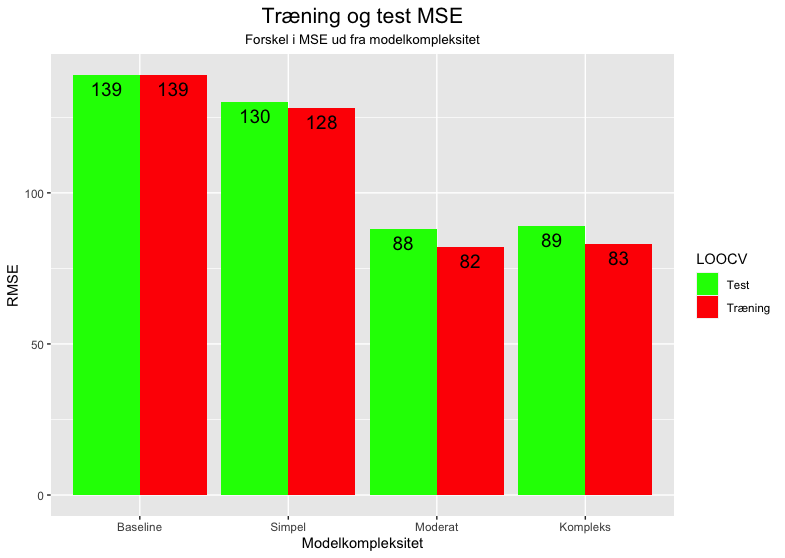 Træning og test MSE
Forskel i MSE ud fra modelkompleksitet
RMSE
100
50
0
139
139
130
128
88
82
89
83
Baseline
Simpel
Moderat
Kompleks
Modelkompleksitet
LOOCV
Test
Træning